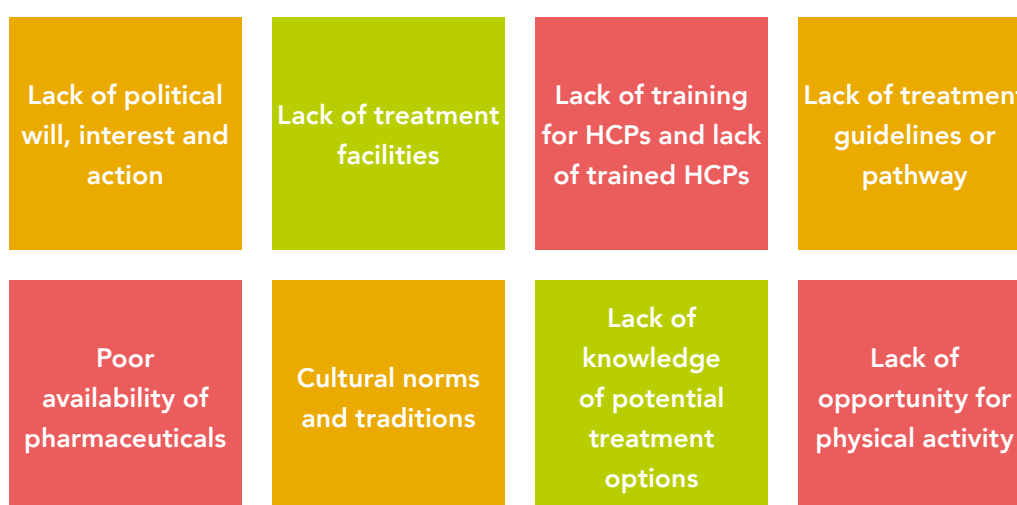 Lack of political
will, interest and
action
Lack of treatment
facilities
Lack of training
for HCPs and lack
of trained HCPs
Lack of treatment
guidelines or
pathway
Poor
availability of
pharmaceuticals
Cultural norms
and traditions
Lack of
knowledge
of potential
treatment
options
Lack of
opportunity for
physical activity